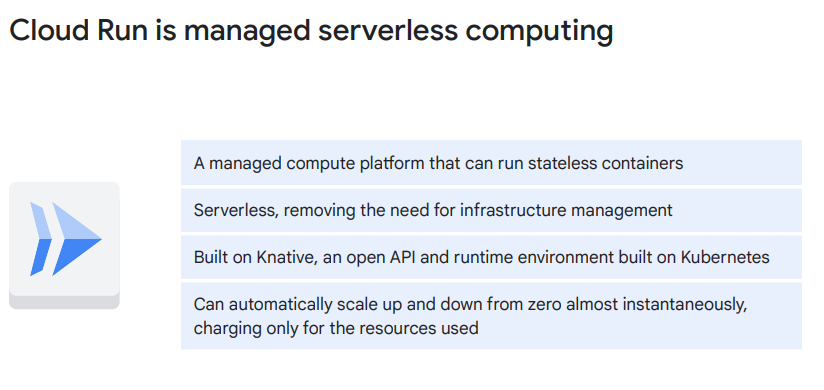 Cloud Run is managed serverless computing
A managed compute platform that can run stateless containers
Serverless, removing the need for infrastructure management
Built on Knative, an open API and runtime environment built on Kubernetes
Can automatically scale up and down from zero almost instantaneously,
charging only for the resources used